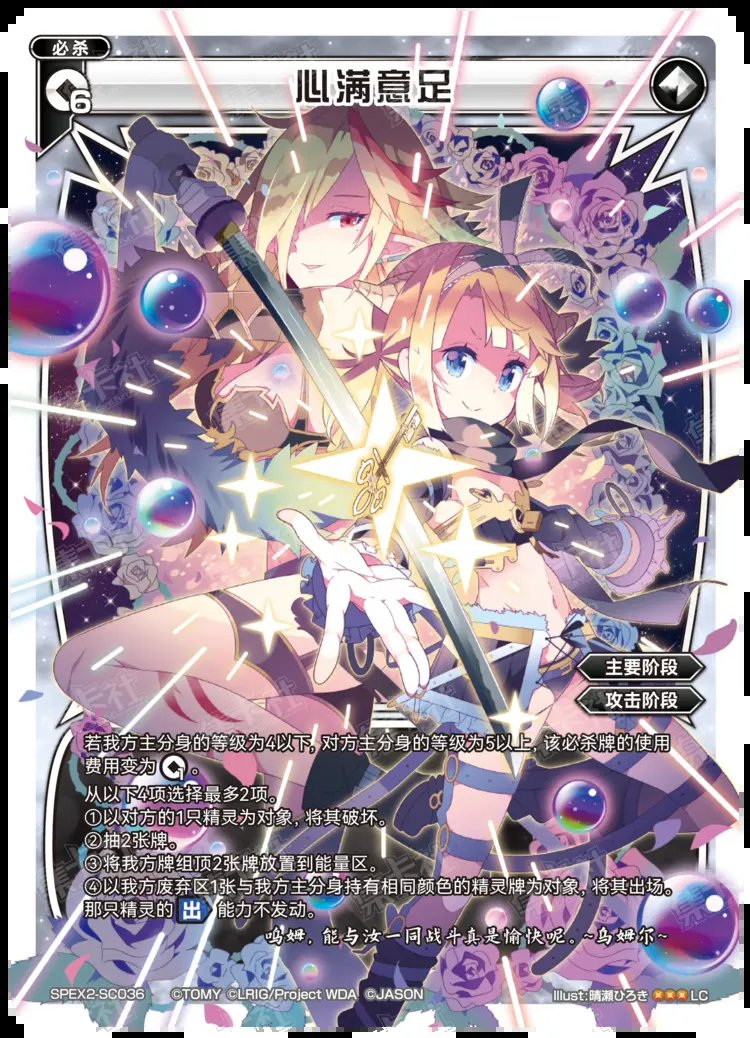 必杀
心满意足
6
主要阶段
攻击阶段
若我方主分身的等级为4以下, 对方主分身的等级为5以上, 该必杀牌的使用
费用变为 1 。
从以下4项选择最多2项。
①以对方的1只精灵为对象, 将其破坏。
②抽2张牌。
③将我方牌组顶2张牌放置到能量区。
④以我方废弃区1张与我方主分身持有相同颜色的精灵牌为对象, 将其出场。
那只精灵的 出 能力不发动。
呜姆, 能与汝一同战斗真是愉快呢。~乌姆尔~
SPEX2-SC036 ©TOMY ©LRIG/Project WDA ©JASON Illust:晴瀬ひろき LC